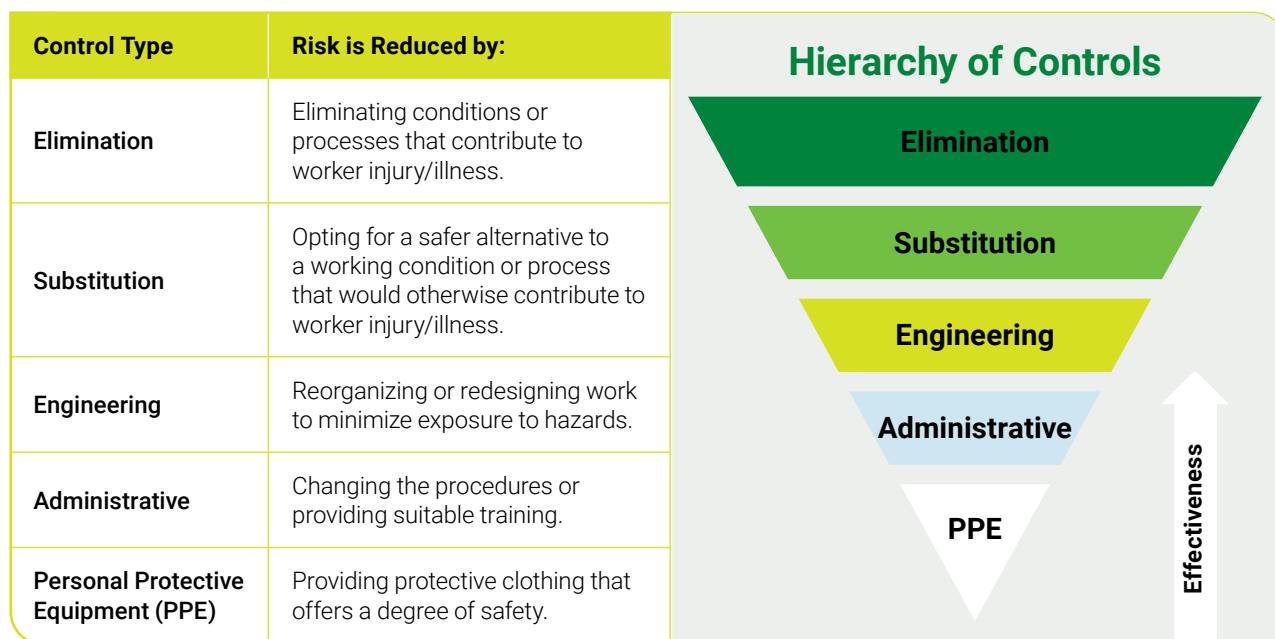 Control Type
Risk is Reduced by:
Elimination
Eliminating conditions or
processes that contribute to
worker injury/illness.
Substitution
Opting for a safer alternative to
a working condition or process
that would otherwise contribute to
worker injury/illness.
Engineering
Reorganizing or redesigning work
to minimize exposure to hazards.
Administrative
Changing the procedures or
providing suitable training.
Personal Protective
Equipment (PPE)
Providing protective clothing that
offers a degree of safety.
Hierarchy of Controls
Elimination
Substitution
Engineering
Administrative
PPE
Effectiveness